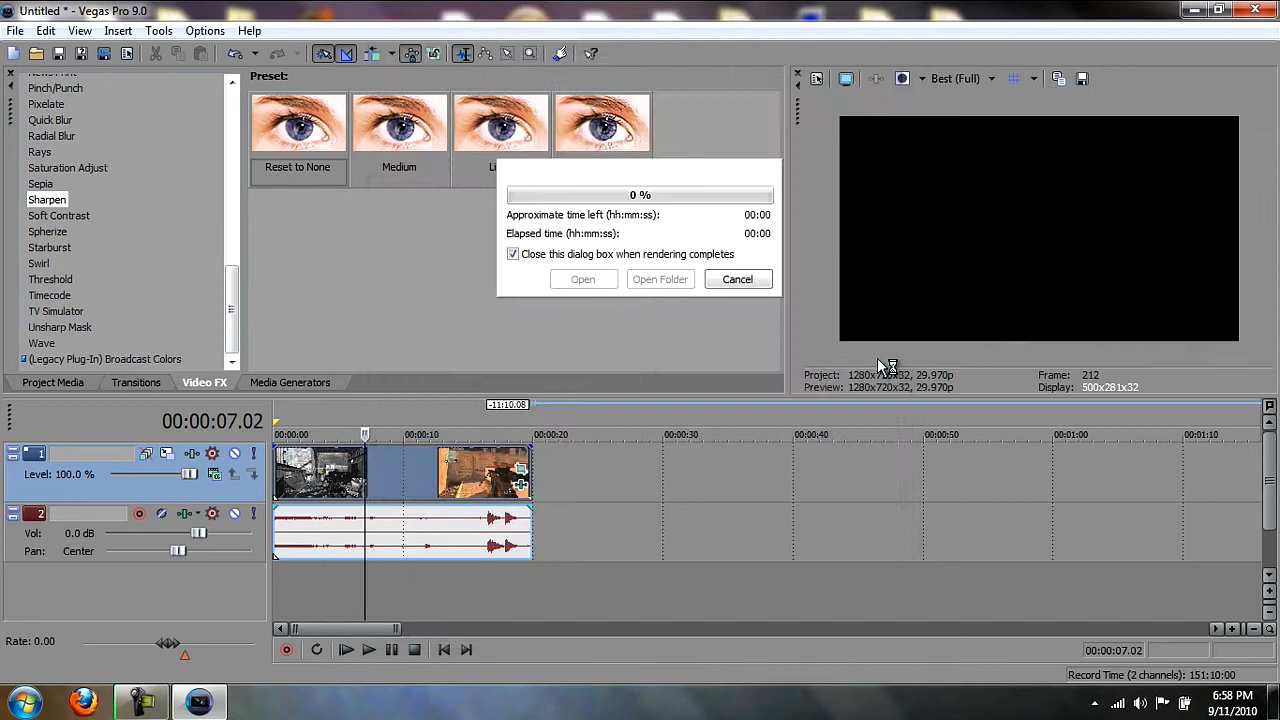 Untitled * - Vegas Pro 9.0
File Edit View Insert Tools Options Help
Pinch/Punch
Pixelate
Quick Blur
Radial Blur
Rays
Saturation Adjust
Sepia
Sharpen
Soft Contrast
Spherize
Starburst
Swirl
Threshold
Timecode
TV Simulator
Unsharp Mask
Wave
(Legacy Plug-In) Broadcast Colors
Project Media Transitions Video FX Media Generators
Preset:
Reset to None Medium
0 %
Approximate time left (hh:mm:ss): 00:00
Elapsed time (hh:mm:ss): 00:00
Close this dialog box when rendering completes
Open Open Folder Cancel
Best (Full)
Project: 32, 29.970p Frame: 212
Preview: 1280x720x32, 29.970p Display: 500x281x32
00:00:07.02
-11:10.08
00:00:00 00:00:10 00:00:20 00:00:30 00:00:40 00:00:50 00:01:00 00:01:10
1
Level: 100.0 %
2
Vol: 0.0 dB
Pan: Center
Rate: 0.00
00:00:07.02
Record Time (2 channels): 151:10:00
6:58 PM
9/11/2010